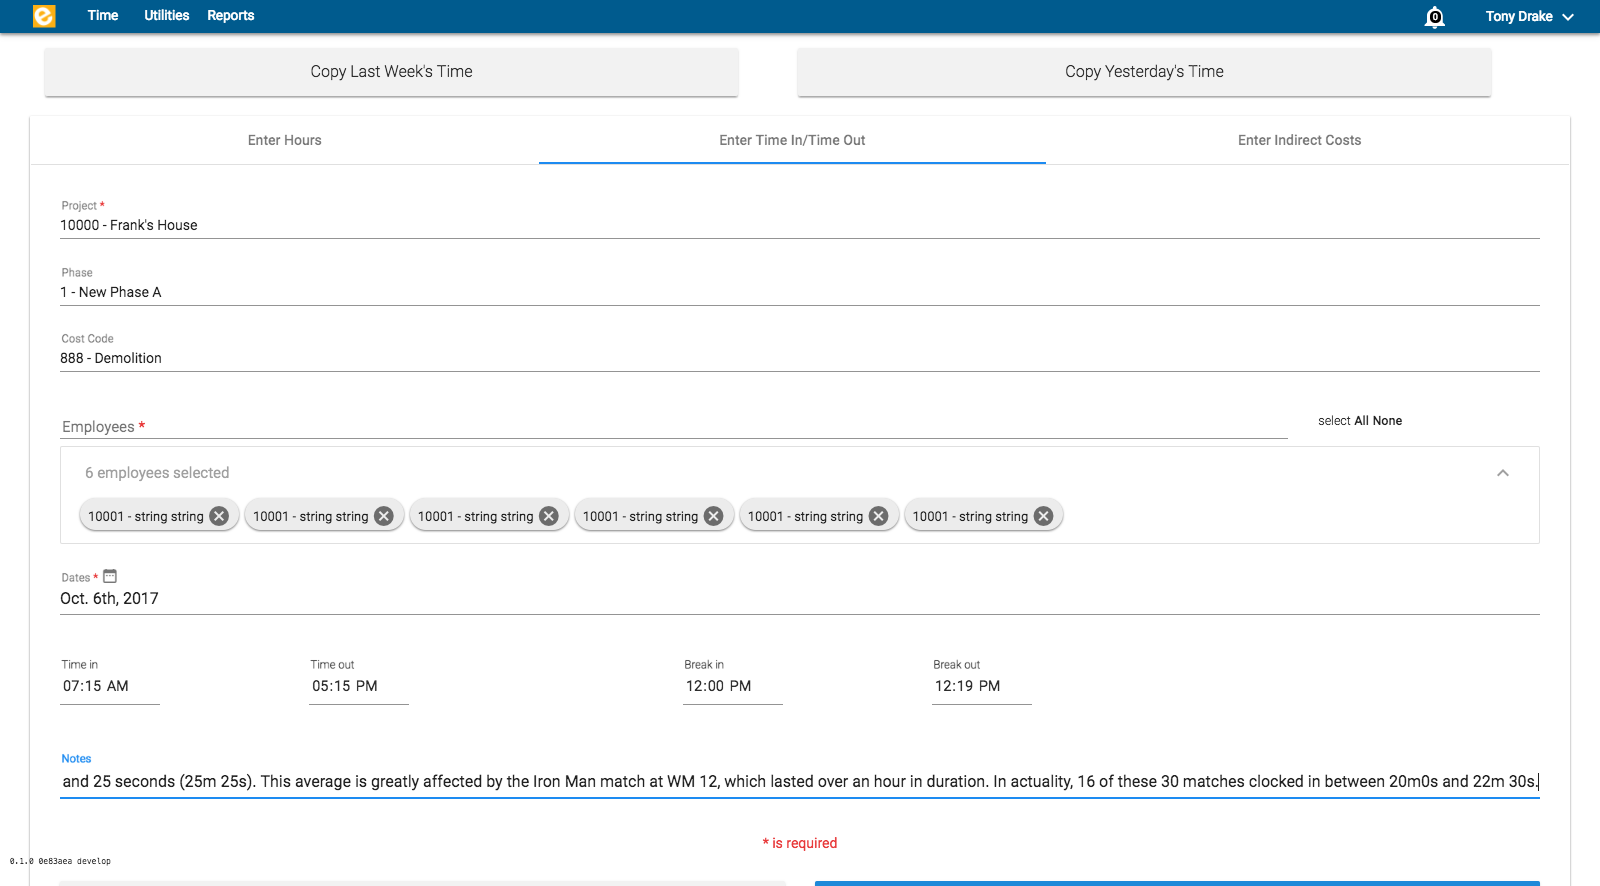 e Time Utilities Reports 0 Tony Drake
Copy Last Week's Time Copy Yesterday's Time
Enter Hours Enter Time In/Time Out Enter Indirect Costs
Project *
10000 - Frank's House
Phase
1 - New Phase A
Cost Code
888 - Demolition
Employees * select All None
6 employees selected
10001 - string string 10001 - string string 10001 - string string 10001 - string string 10001 - string string 10001 - string string
Dates *
Oct. 6th, 2017
Time in Time out Break in Break out
07:15 AM 05:15 PM 12:00 PM 12:19 PM
Notes
and 25 seconds (25m 25s). This average is greatly affected by the Iron Man match at WM 12, which lasted over an hour in duration. In actuality, 16 of these 30 matches clocked in between 20m0s and 22m 30s.
* is required
0.1.0 0e83aea develop